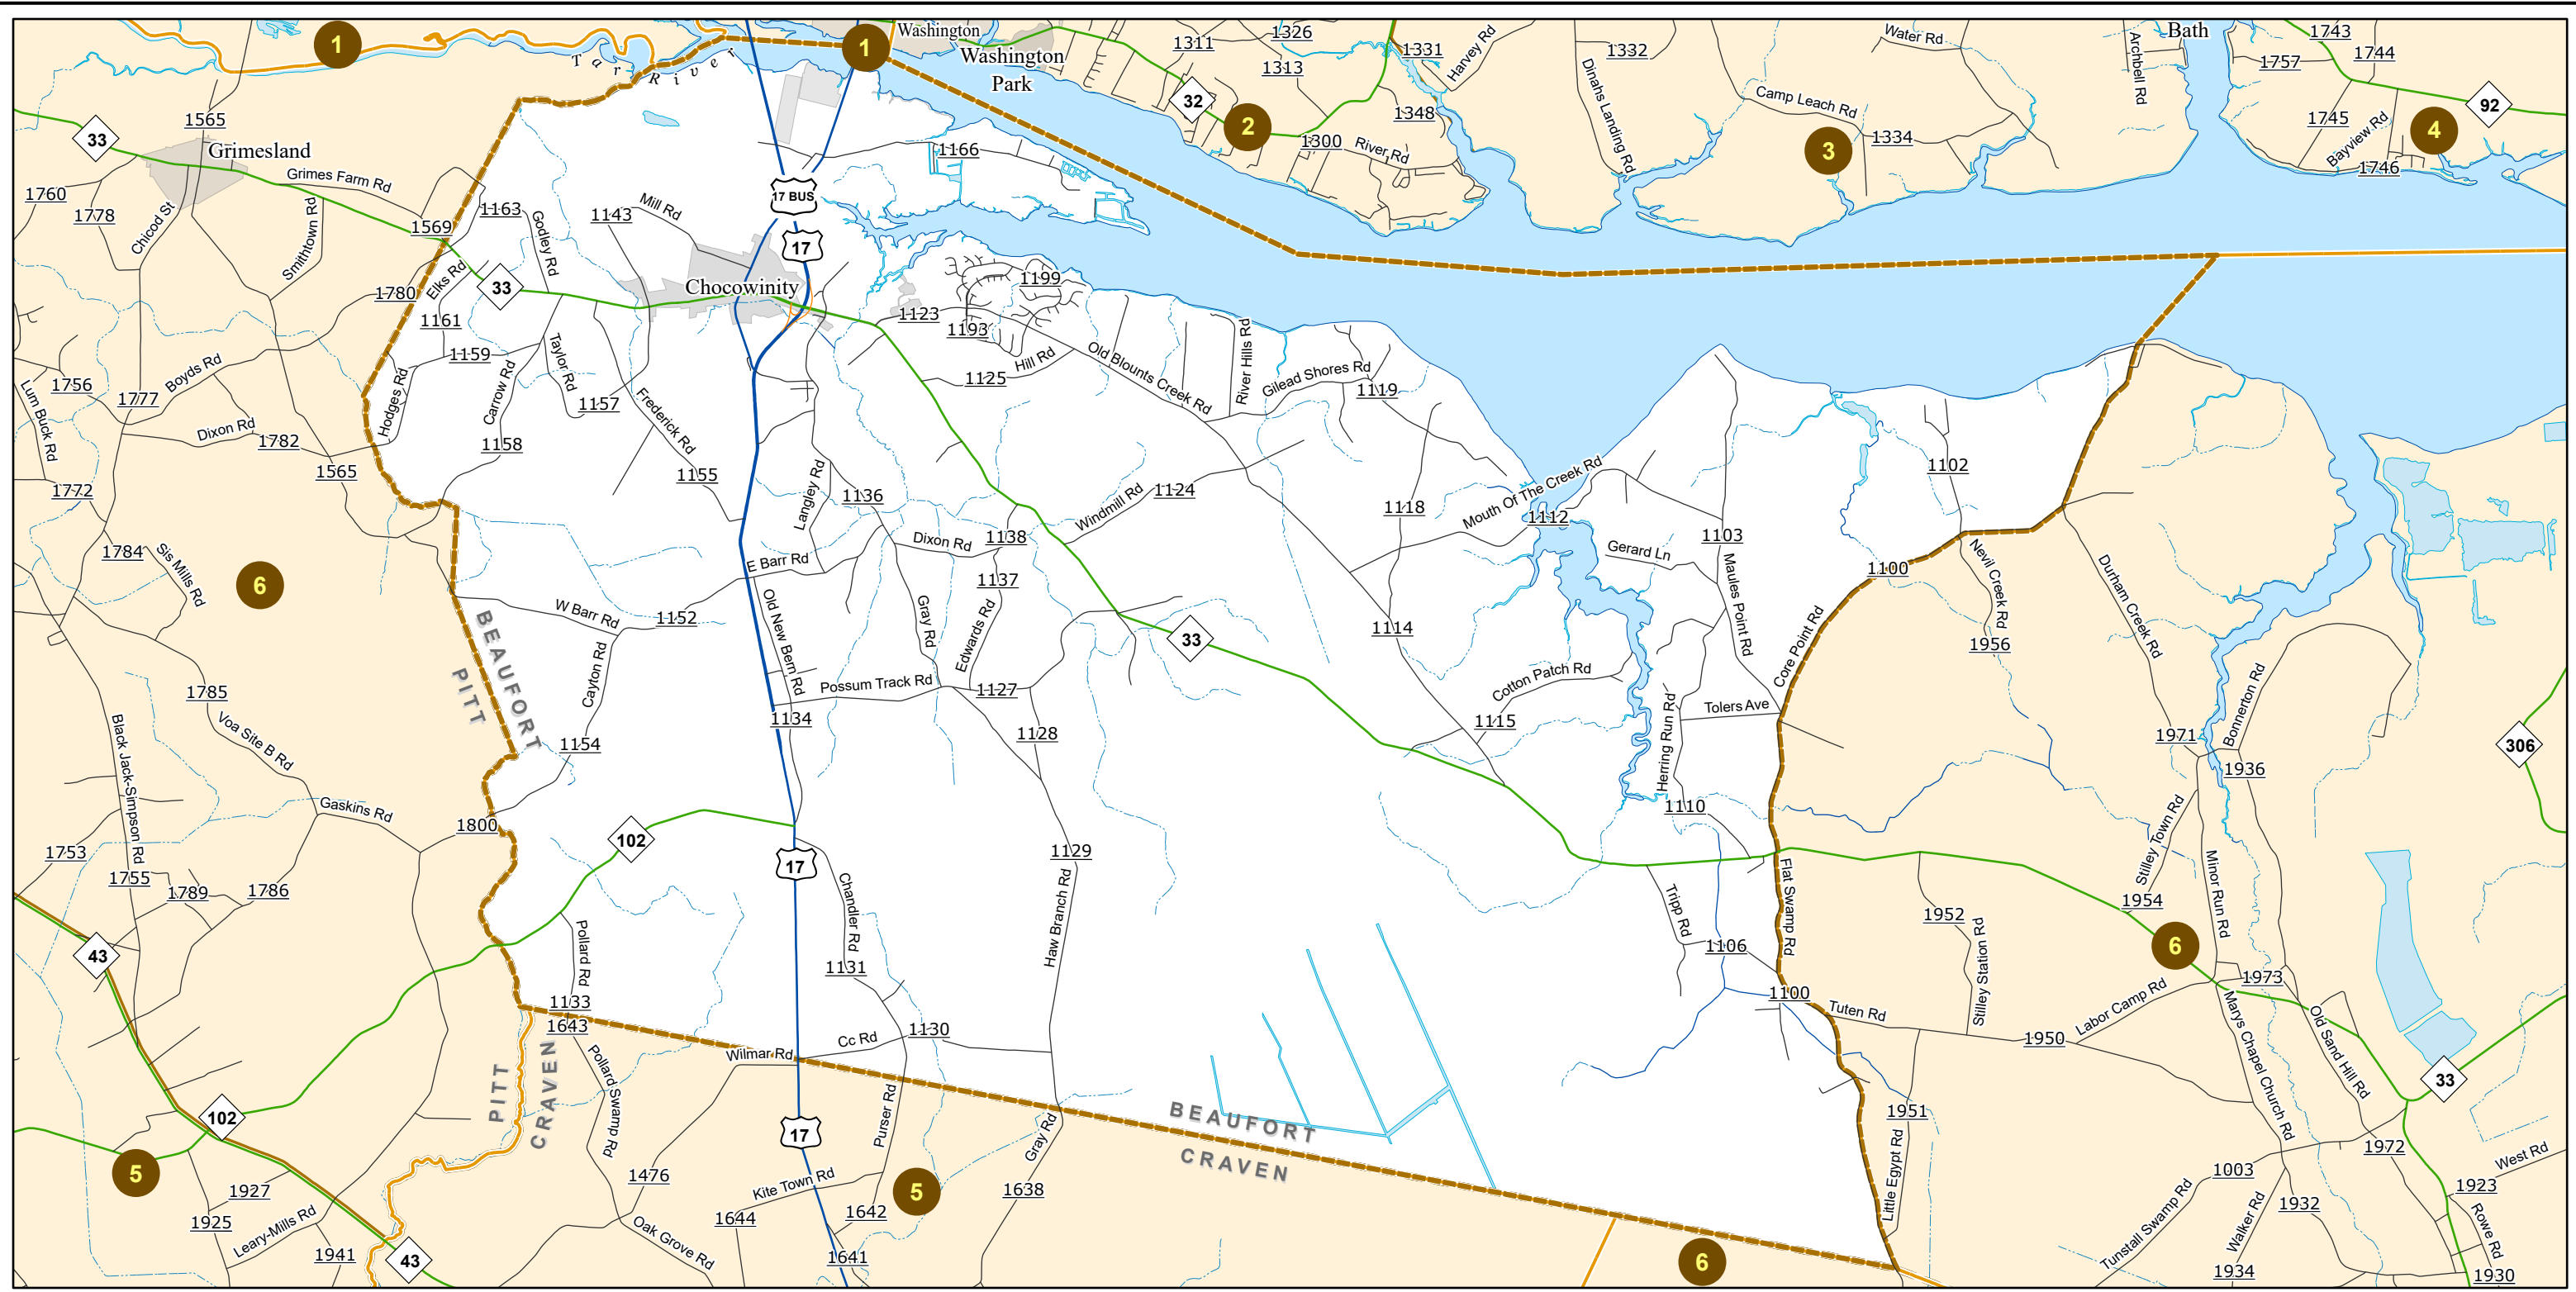 1
1
Washington
Washington
Park
Tar River
1311
1326
1313
1331
Harvey Rd
1332
Dinahs Landing Rd
Water Rd
Archbell Rd
Bath
1743
1744
1757
32
2
1348
1300
River Rd
Camp Leach Rd
1334
3
1745
Bayview Rd
1746
92
4
33
1565
Grimesland
1760
1778
Chicod St
Grimes Farm Rd
Smithtown Rd
1569
1163
Godley Rd
1143
Mill Rd
1166
17 BUS
17
1780
Elks Rd
33
1161
Chocowinity
1123
1199
1193
1159
Taylor Rd
Carrow Rd
1157
1158
Hodges Rd
Frederick Rd
1155
1125
Hill Rd
Old Blounts Creek Rd
River Hills Rd
Gilead Shores Rd
1119
1756
Lum Buck Rd
1777
Boyds Rd
Dixon Rd
1782
1565
1772
1784
Sis Mills Rd
6
Langley Rd
1136
Dixon Rd
1138
Windmill Rd
1124
1118
Mouth Of The Creek Rd
1112
1103
1102
Gerard Ln
Maules Point Rd
1100
Core Point Rd
Nevil Creek Rd
1956
Durham Creek Rd
E Barr Rd
W Barr Rd
1152
Cayton Rd
1154
Old New Bern Rd
Gray Rd
1137
Edwards Rd
Possum Track Rd
1127
1134
1128
33
1114
Cotton Patch Rd
1115
Herring Run Rd
Tolers Ave
1110
BEAUFORT
PITT
1785
Voa Site B Rd
Black Jack-Simpson Rd
Gaskins Rd
1800
1753
1755
1789
1786
102
17
1129
Haw Branch Rd
Chandler Rd
1131
Pollard Rd
1133
1643
43
1130
Cc Rd
Wilmar Rd
Tripp Rd
1106
Flat Swamp Rd
1100
1971
Bonnerton Rd
1936
306
Stilley Town Rd
1954
Minor Run Rd
1952
Stilley Station Rd
6
1973
Tuten Rd
1950
Labor Camp Rd
Marys Chapel Church Rd
Old Sand Hill Rd
33
PITT
CRAVEN
Pollard Swamp Rd
102
5
1927
1925
Leary-Mills Rd
1941
43
1476
Oak Grove Rd
17
Kite Town Rd
1644
Purser Rd
1642
1641
5
Gray Rd
1638
BEAUFORT
CRAVEN
6
1951
Little Egypt Rd
1003
Tunstall Swamp Rd
Walker Rd
1932
1934
1972
West Rd
1923
Rowe Rd
1930